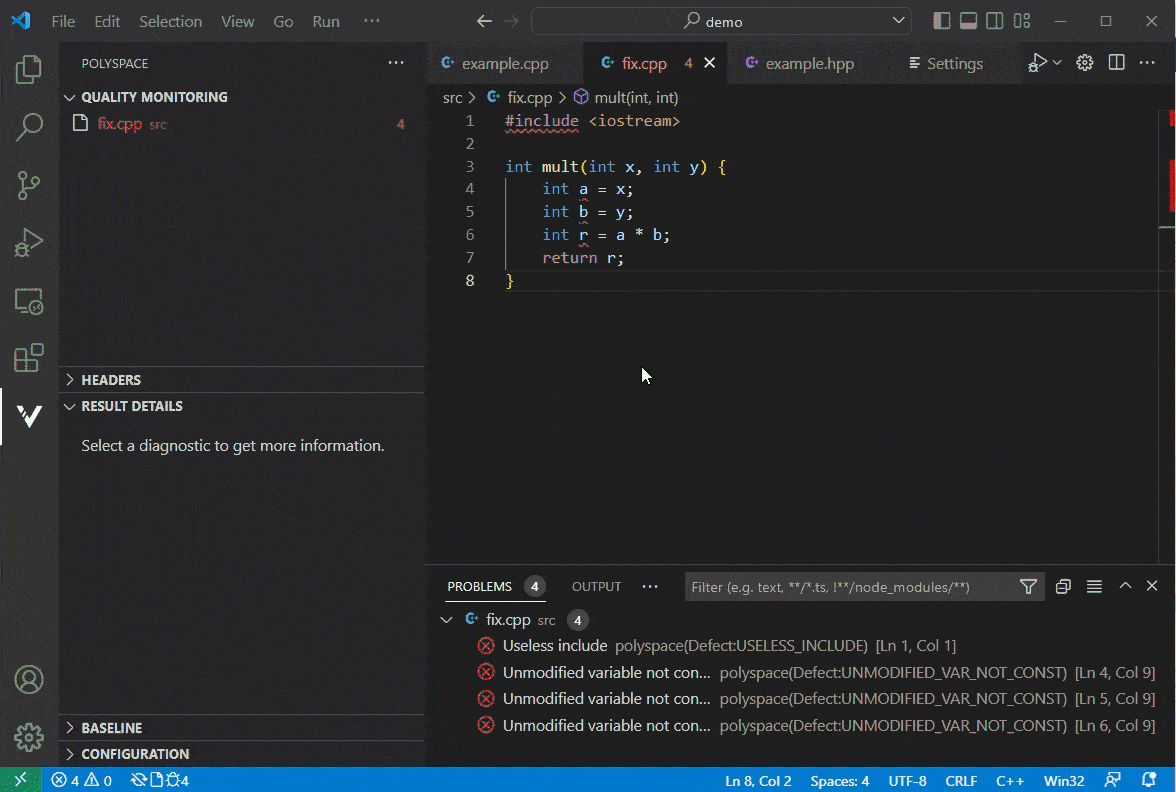 File Edit Selection View Go Run ··· demo
POLYSPACE ···
example.cpp fix.cpp 4 example.hpp Settings ···
QUALITY MONITORING
fix.cpp src 4
src > fix.cpp > mult(int, int)
1 #include <iostream>
2
3 int mult(int x, int y) {
4 int a = x;
5 int b = y;
6 int r = a * b;
7 return r;
8 }
HEADERS
RESULT DETAILS
Select a diagnostic to get more information.
BASELINE
CONFIGURATION
PROBLEMS 4 OUTPUT ··· Filter (e.g. text, **/*.ts, !**/node_modules/**)
fix.cpp src 4
Useless include polyspace(Defect:USELESS_INCLUDE) [Ln 1, Col 1]
Unmodified variable not con... polyspace(Defect:UNMODIFIED_VAR_NOT_CONST) [Ln 4, Col 9]
Unmodified variable not con... polyspace(Defect:UNMODIFIED_VAR_NOT_CONST) [Ln 5, Col 9]
Unmodified variable not con... polyspace(Defect:UNMODIFIED_VAR_NOT_CONST) [Ln 6, Col 9]
4 0 4 Ln 8, Col 2 Spaces: 4 UTF-8 CRLF C++ Win32